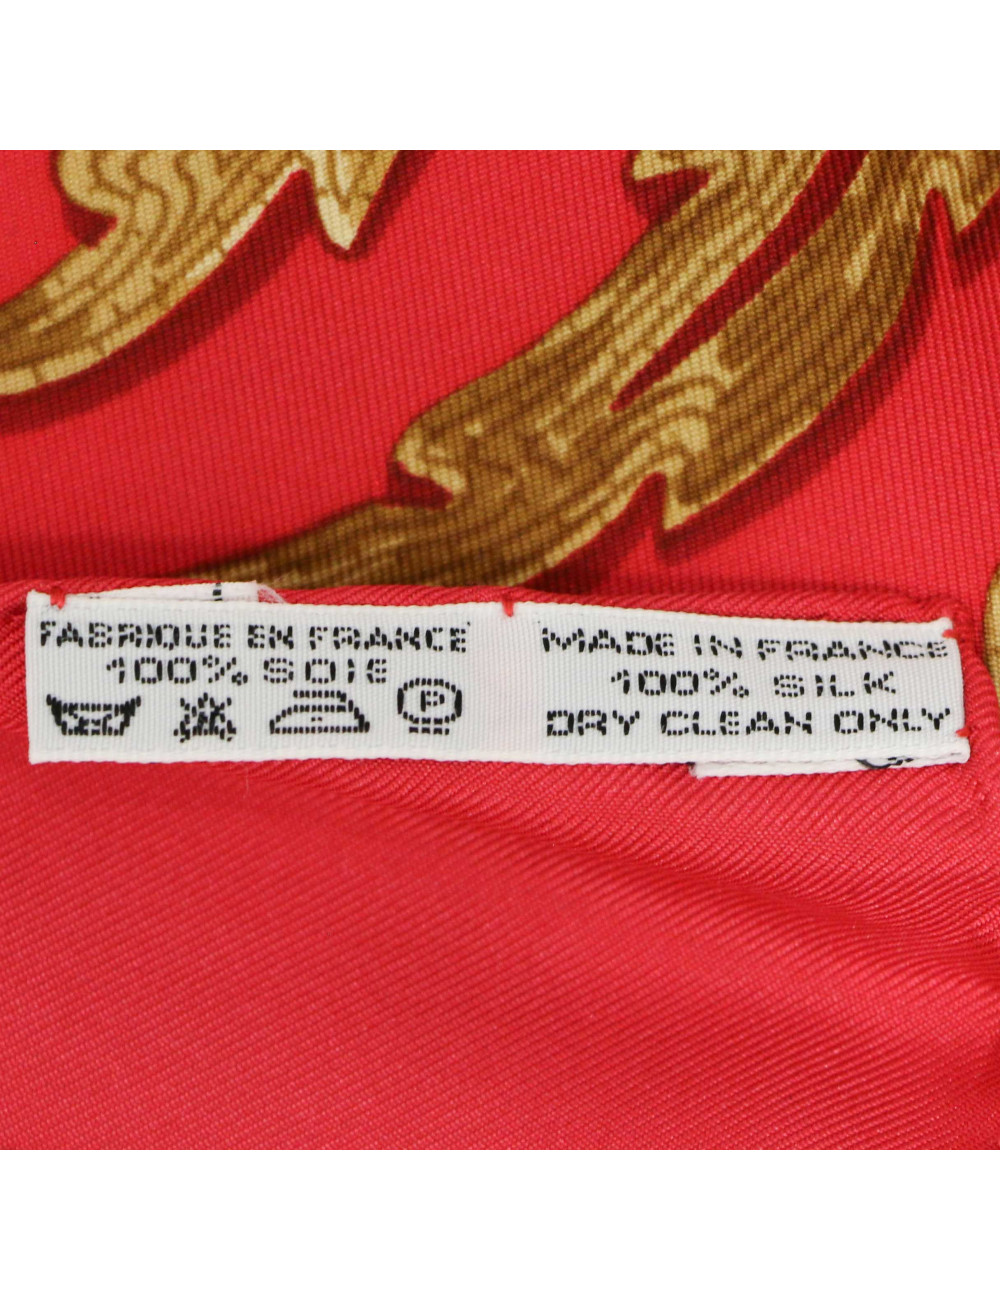 FABRIQUE EN FRANCE
100% SOIE
P
MADE IN FRANCE
100% SILK
DRY CLEAN ONLY